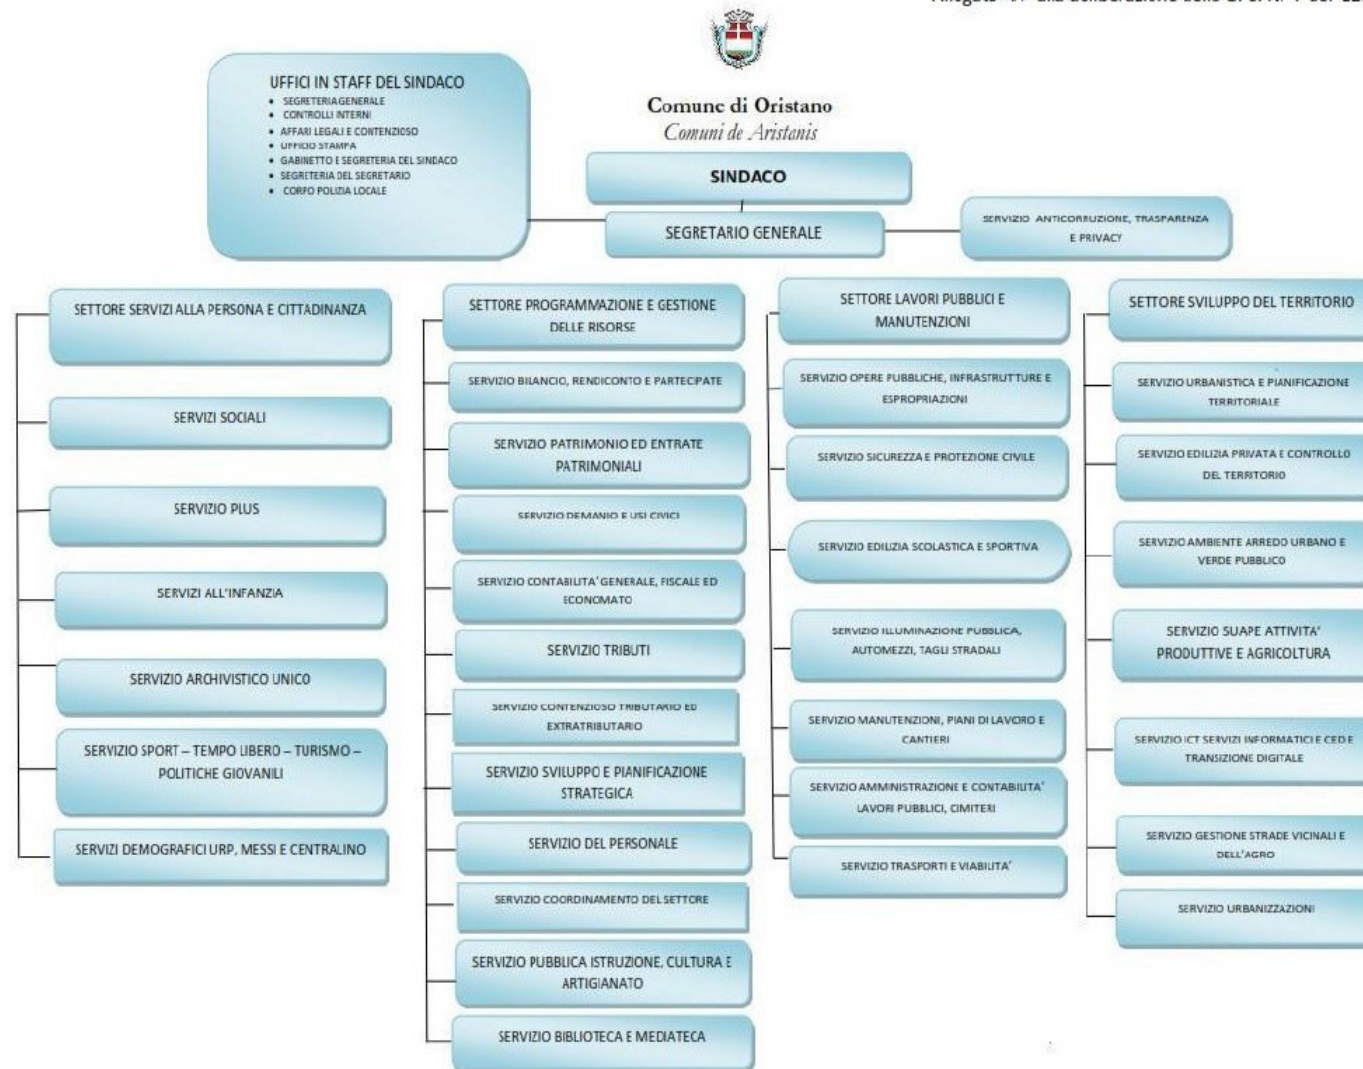 alla deliberazione della G.
UFFICI IN STAFF DEL SINDACO
• SEGRETERIA GENERALE
• CONTROLLI INTERNI
• AFFARI LEGALI E CONTENZIOSO
• UFFICIO STAMPA
• GABINETTO E SEGRETERIA DEL SINDACO
• SEGRETERIA DEL SEGRETARIO
• CORPO POLIZIA LOCALE
Comune di Oristano
Comuni de Aristanis
SINDACO
SEGRETARIO GENERALE
SERVIZIO ANTICORRUZIONE, TRASPARENZA
E PRIVACY
SETTORE SERVIZI ALLA PERSONA E CITTADINANZA
SERVIZI SOCIALI
SERVIZIO PLUS
SERVIZI ALL'INFANZIA
SERVIZIO ARCHIVISTICO UNICO
SERVIZIO SPORT – TEMPO LIBERO – TURISMO –
POLITICHE GIOVANILI
SERVIZI DEMOGRAFICI URP, MESSI E CENTRALINO
SETTORE PROGRAMMAZIONE E GESTIONE
DELLE RISORSE
SERVIZIO BILANCIO, RENDICONTO E PARTECIPATE
SERVIZIO PATRIMONIO ED ENTRATE
PATRIMONIALI
SERVIZIO DEMANIO E USI CIVICI
SERVIZIO CONTABILITA' GENERALE, FISCALE ED
ECONOMATO
SERVIZIO TRIBUTI
SERVIZIO CONTENZIOSO TRIBUTARIO ED
EXTRATRIBUTARIO
SERVIZIO SVILUPPO E PIANIFICAZIONE
STRATEGICA
SERVIZIO DEL PERSONALE
SERVIZIO COORDINAMENTO DEL SETTORE
SERVIZIO PUBBLICA ISTRUZIONE, CULTURA E
ARTIGIANATO
SERVIZIO BIBLIOTECA E MEDIATECA
SETTORE LAVORI PUBBLICI E
MANUTENZIONI
SERVIZIO OPERE PUBBLICHE, INFRASTRUTTURE E
ESPROPRIAZIONI
SERVIZIO SICUREZZA E PROTEZIONE CIVILE
SERVIZIO EDILIZIA SCOLASTICA E SPORTIVA
SERVIZIO ILLUMINAZIONE PUBBLICA,
AUTOMEZZI, TAGLI STRADALI
SERVIZIO MANUTENZIONI, PIANI DI LAVORO E
CANTIERI
SERVIZIO AMMINISTRAZIONE E CONTABILITA'
LAVORI PUBBLICI, CIMITERI
SERVIZIO TRASPORTI E VIABILITA'
SETTORE SVILUPPO DEL TERRITORIO
SERVIZIO URBANISTICA E PIANIFICAZIONE
TERRITORIALE
SERVIZIO EDILIZIA PRIVATA E CONTROLLO
DEL TERRITORIO
SERVIZIO AMBIENTE ARREDO URBANO E
VERDE PUBBLICO
SERVIZIO SUAPE ATTIVITA'
PRODUTTIVE E AGRICOLTURA
SERVIZIO ICT SERVIZI INFORMATICI E CED E
TRANSIZIONE DIGITALE
SERVIZIO GESTIONE STRADE VICINALI E
DELL'AGRO
SERVIZIO URBANIZZAZIONI